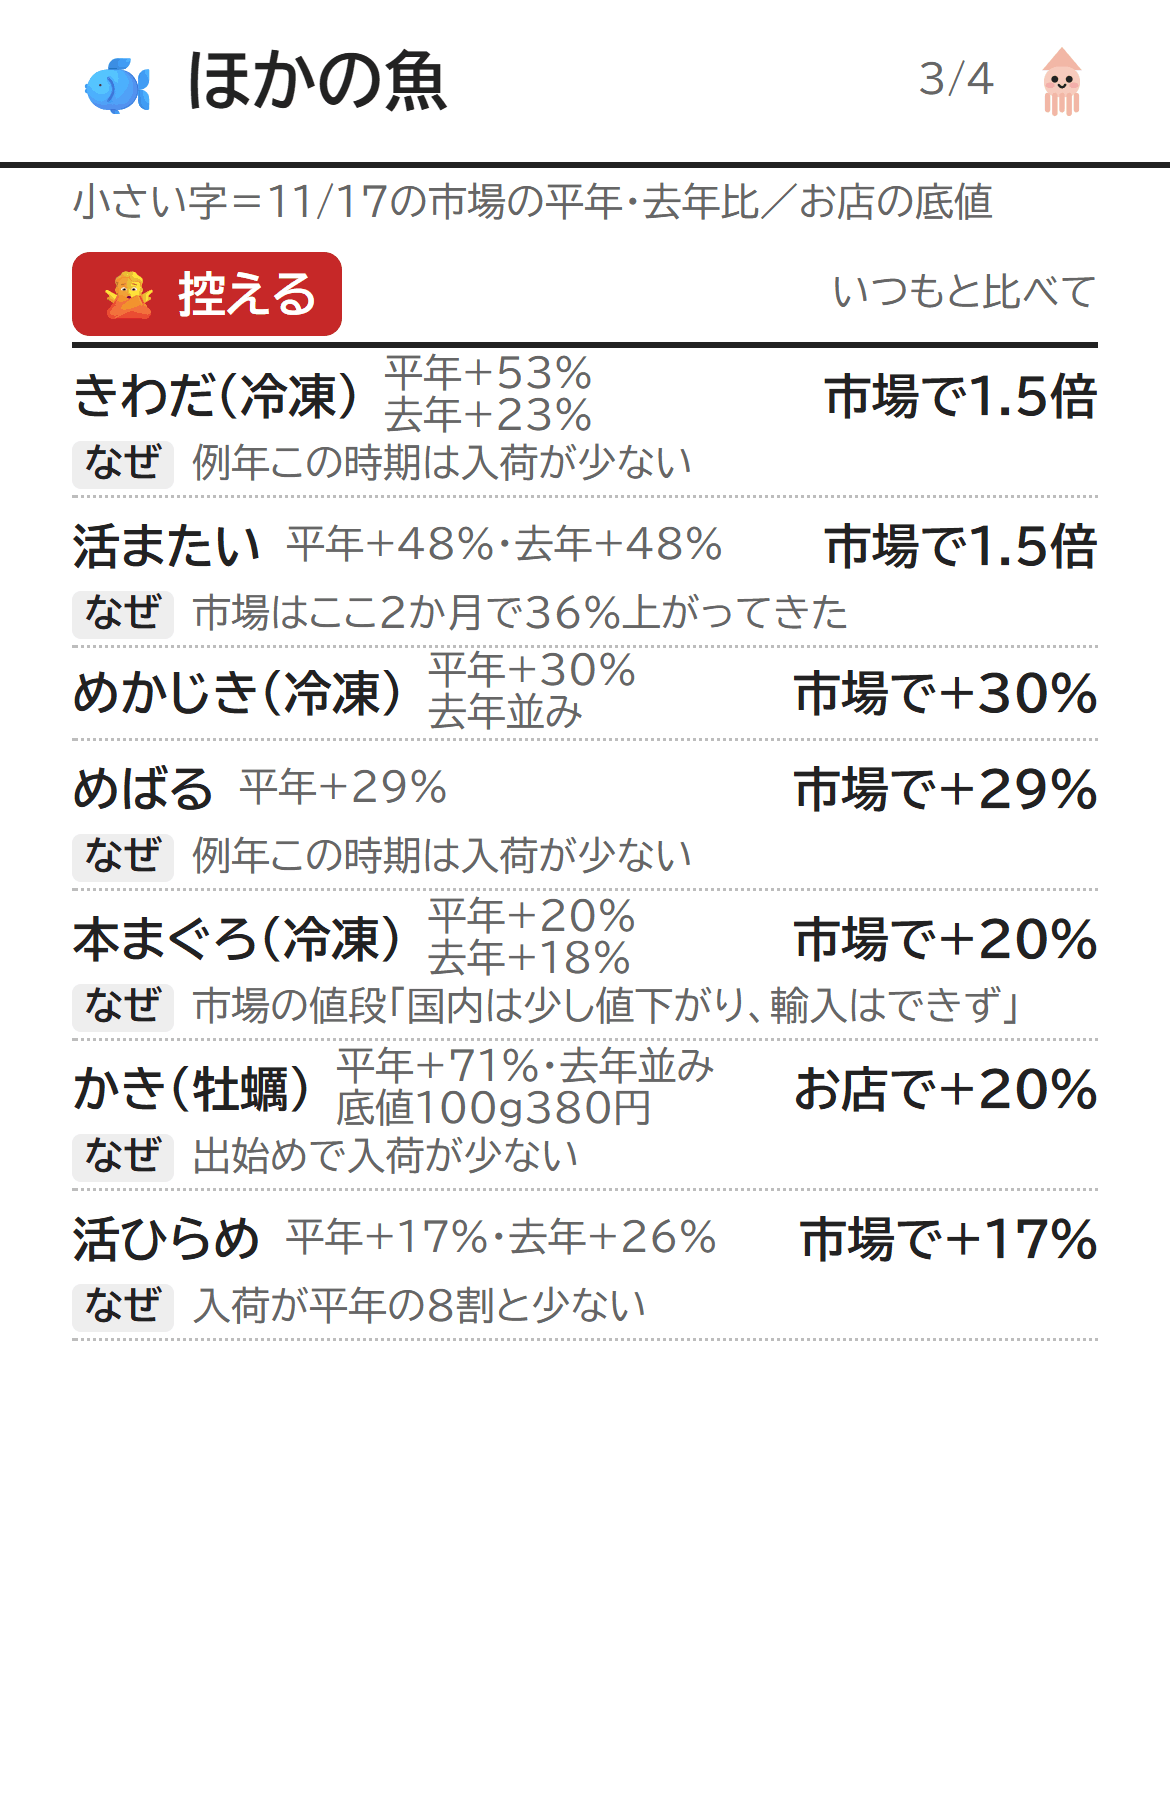 ほかの魚
3/4
小さい字=11/17の市場の平年・去年比／お店の底値
控える
いつもと比べて
きわだ(冷凍)
平年+53%
去年+23%
市場で1.5倍
なぜ 例年この時期は入荷が少ない
活またい 平年+48%・去年+48% 市場で1.5倍
なぜ 市場はここ2か月で36%上がってきた
めかじき(冷凍)
平年+30%
去年並み
市場で+30%
めばる 平年+29% 市場で+29%
なぜ 例年この時期は入荷が少ない
本まぐろ(冷凍)
平年+20%
去年+18%
市場で+20%
なぜ 市場の値段「国内は少し値下がり、輸入はできず」
かき(牡蠣)
平年+71%・去年並み
底値100g380円
お店で+20%
なぜ 出始めで入荷が少ない
活ひらめ 平年+17%・去年+26% 市場で+17%
なぜ 入荷が平年の8割と少ない